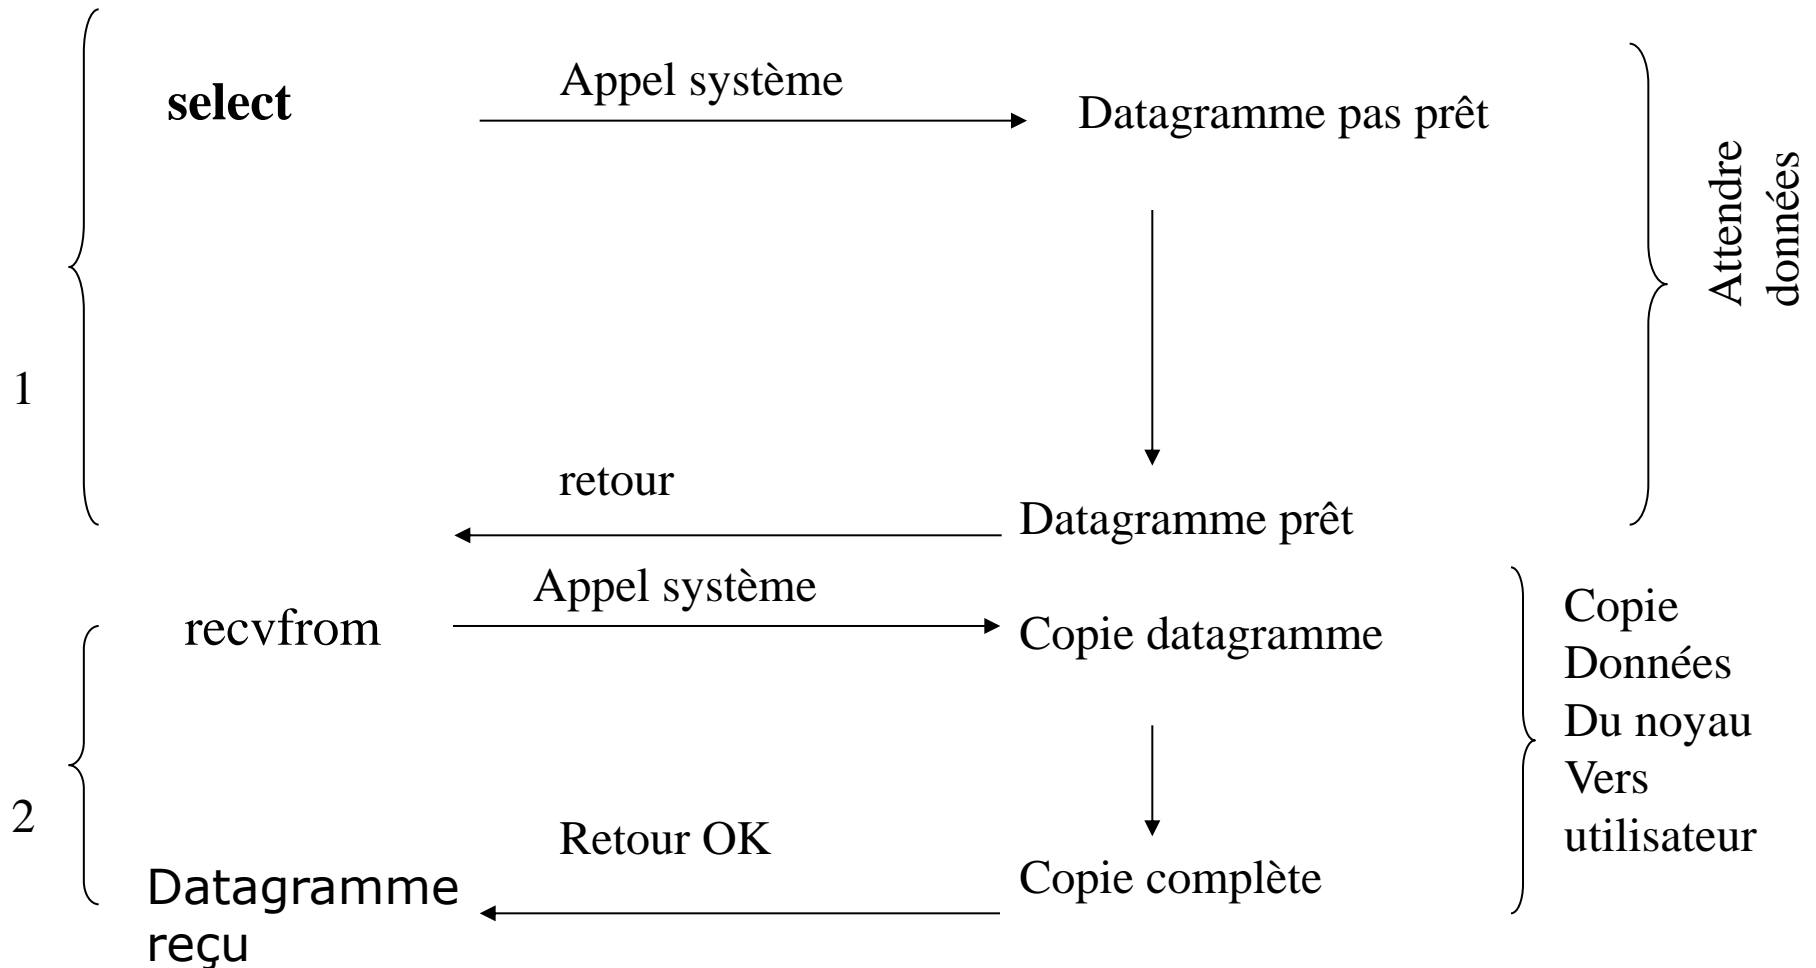 select
Appel système
Datagramme pas prêt
Attendre
données
1
retour
Datagramme prêt
Appel système
recvfrom
Copie datagramme
Copie
Données
Du noyau
Vers
utilisateur
2
Retour OK
Copie complète
Datagramme
reçu